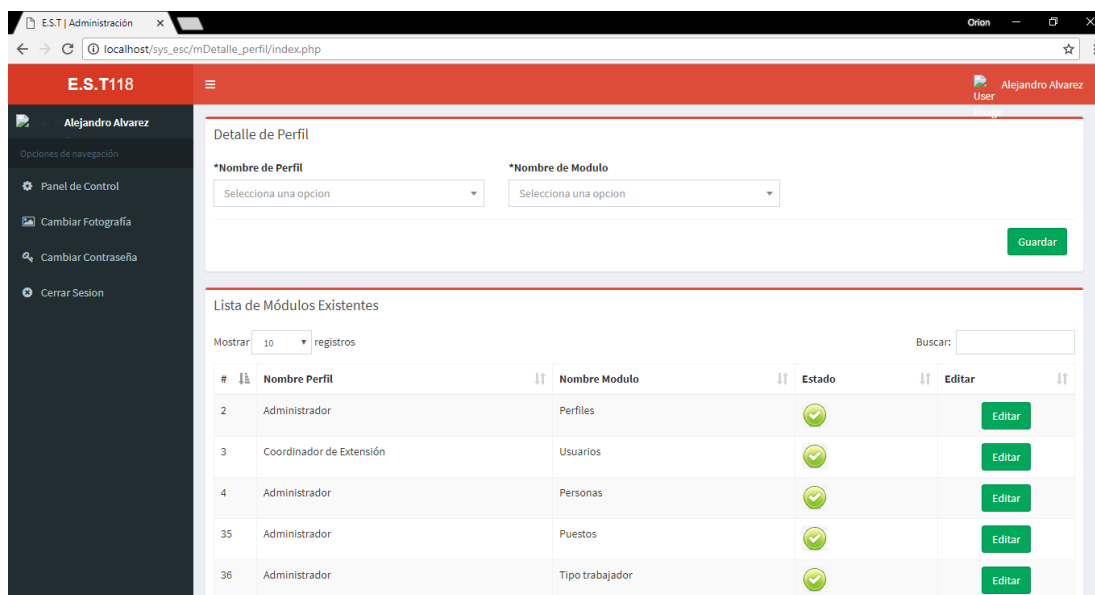 E.S.T | Administración
Orion
localhost/sys_esc/mDetalle_perfil/index.php
E.S.T118
User
Alejandro Alvarez
Alejandro Alvarez
Opciones de navegación
Panel de Control
Cambiar Fotografía
Cambiar Contraseña
Cerrar Sesion
Detalle de Perfil
*Nombre de Perfil *Nombre de Modulo
Selecciona una opcion Selecciona una opcion
Guardar
Lista de Módulos Existentes
Mostrar 10 registros Buscar:
# Nombre Perfil Nombre Modulo Estado Editar
2 Administrador Perfiles Editar
3 Coordinador de Extensión Usuarios Editar
4 Administrador Personas Editar
35 Administrador Puestos Editar
36 Administrador Tipo trabajador Editar